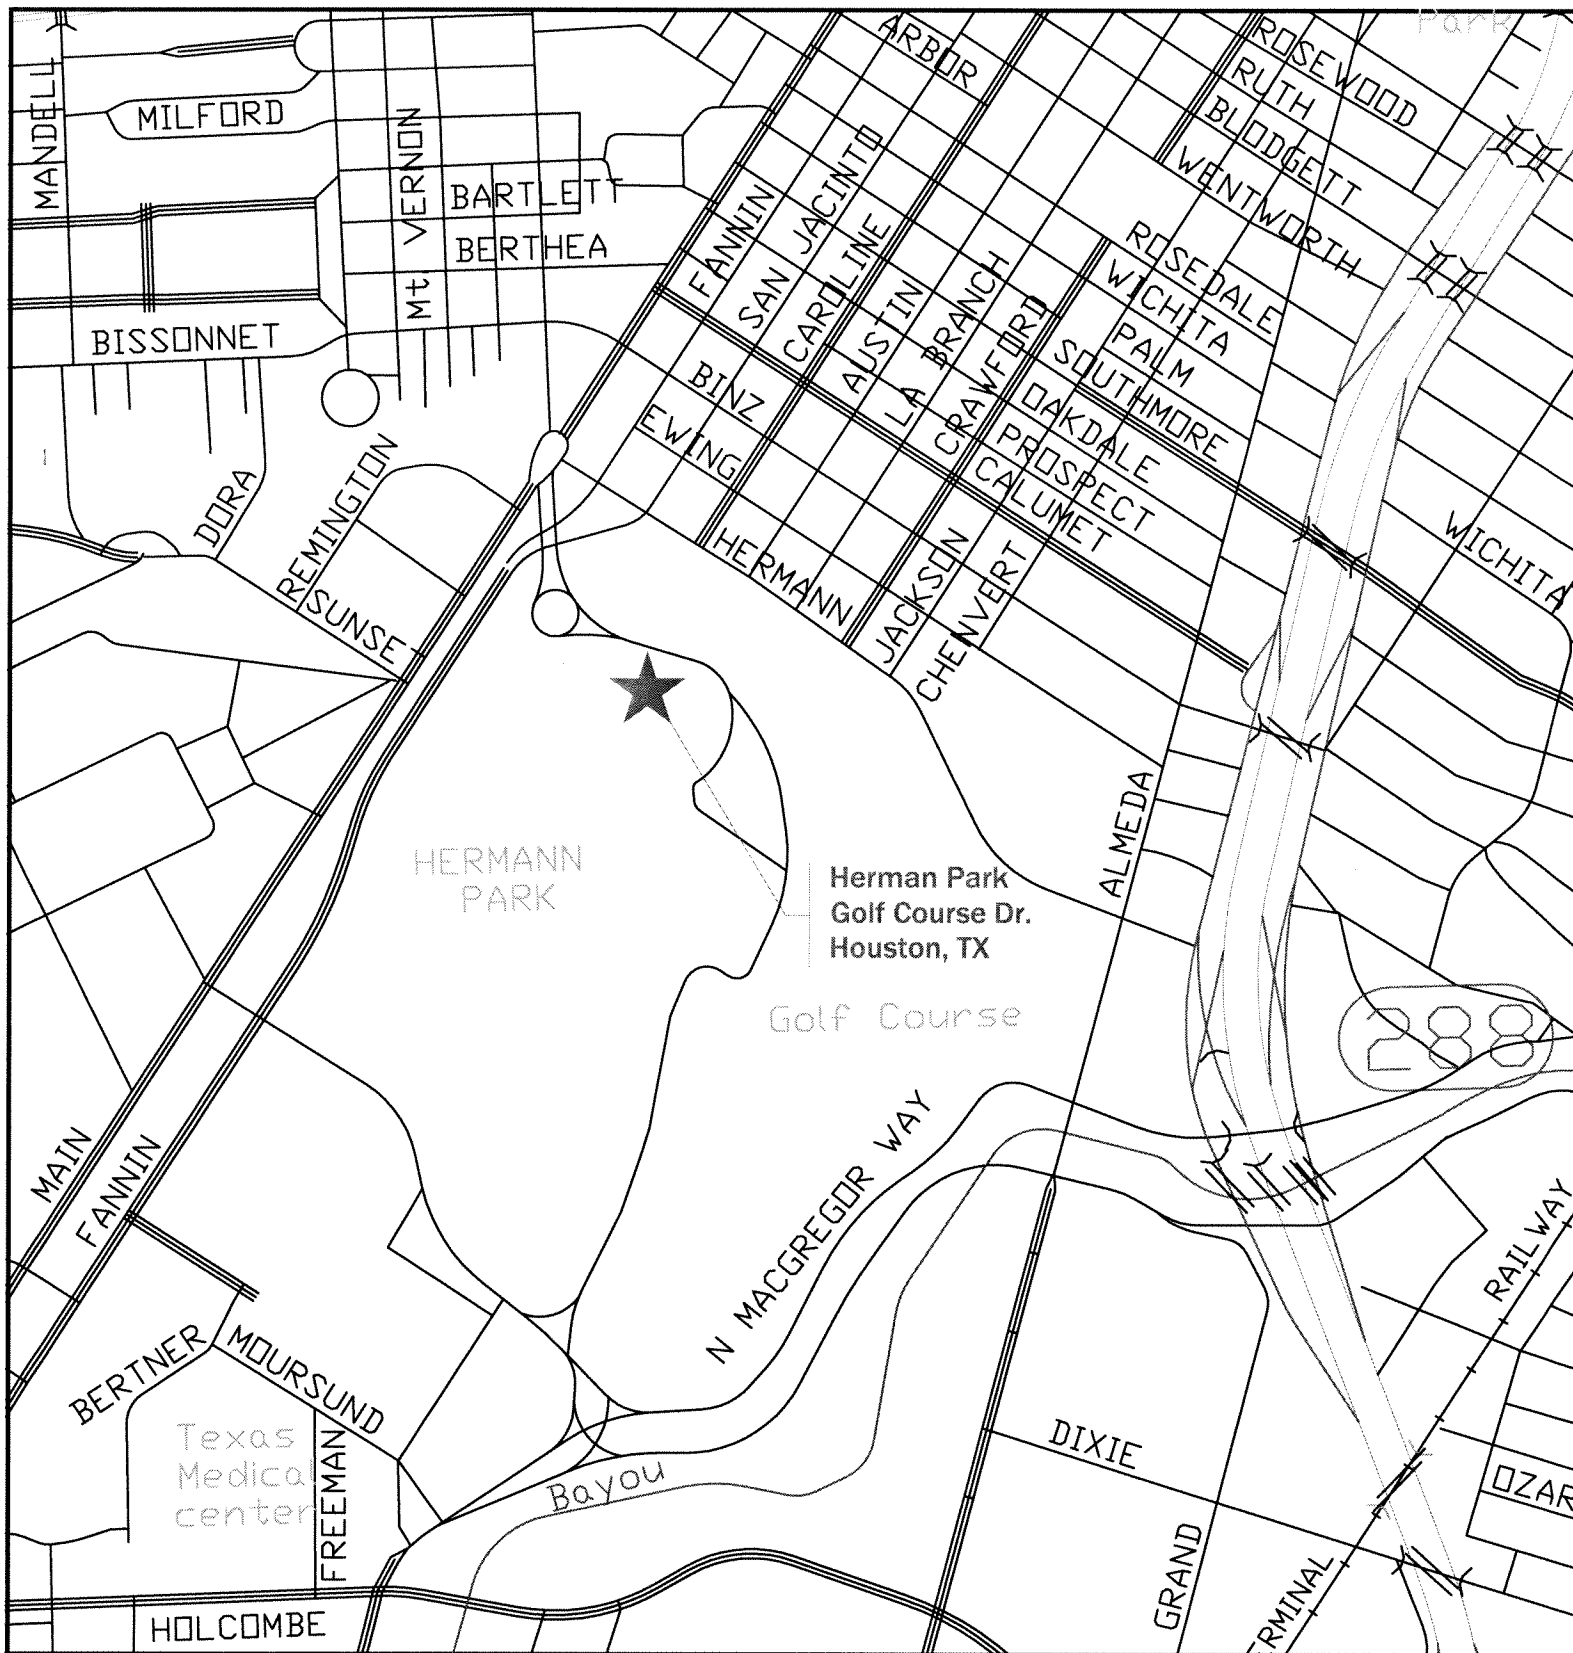 Park
MANDELL
MILFORD
Mt VERNON
BARTLETT
BERTHEA
BISSONNET
ARBOR
ROSEWOOD
RUTH
BLODGETT
WENTWORTH
FANNIN
SAN JACINTO
CAROLINE
AUSTIN
LA BRANCH
CRAWFORD
ROSEDALE
WICHITA
PALM
SOUTHMORE
OAKDALE
PROSPECT
CALUMET
BINZ
EWING
HERMANN
JACKSON
CHENVERT
WICHITA
DORA
REMINGTON
SUNSET
ALMEDA
HERMANN
PARK
Herman Park
Golf Course Dr.
Houston, TX
Golf Course
288
MAIN
FANNIN
N MACGREGOR WAY
RAILWAY
BERTNER
MOURSUND
Texas
Medical
center
FREEMAN
Bayou
DIXIE
OZAR
GRAND
ERMINAL
HOLCOMBE